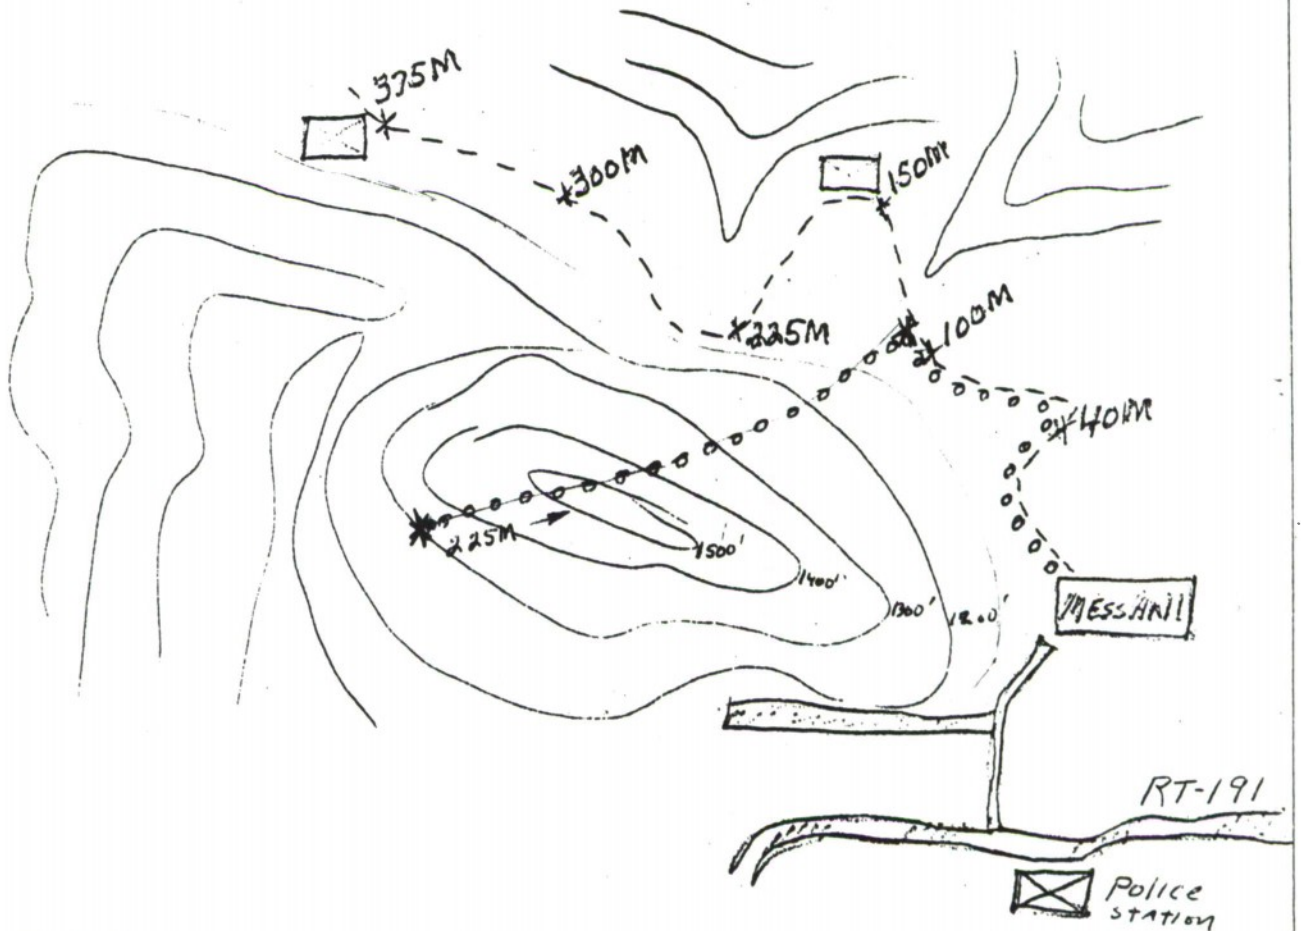 375M
300M
150M
225M
100M
40M
225M
1500'
1400'
1300'
MESS HALL
RT-191
Police
STATION